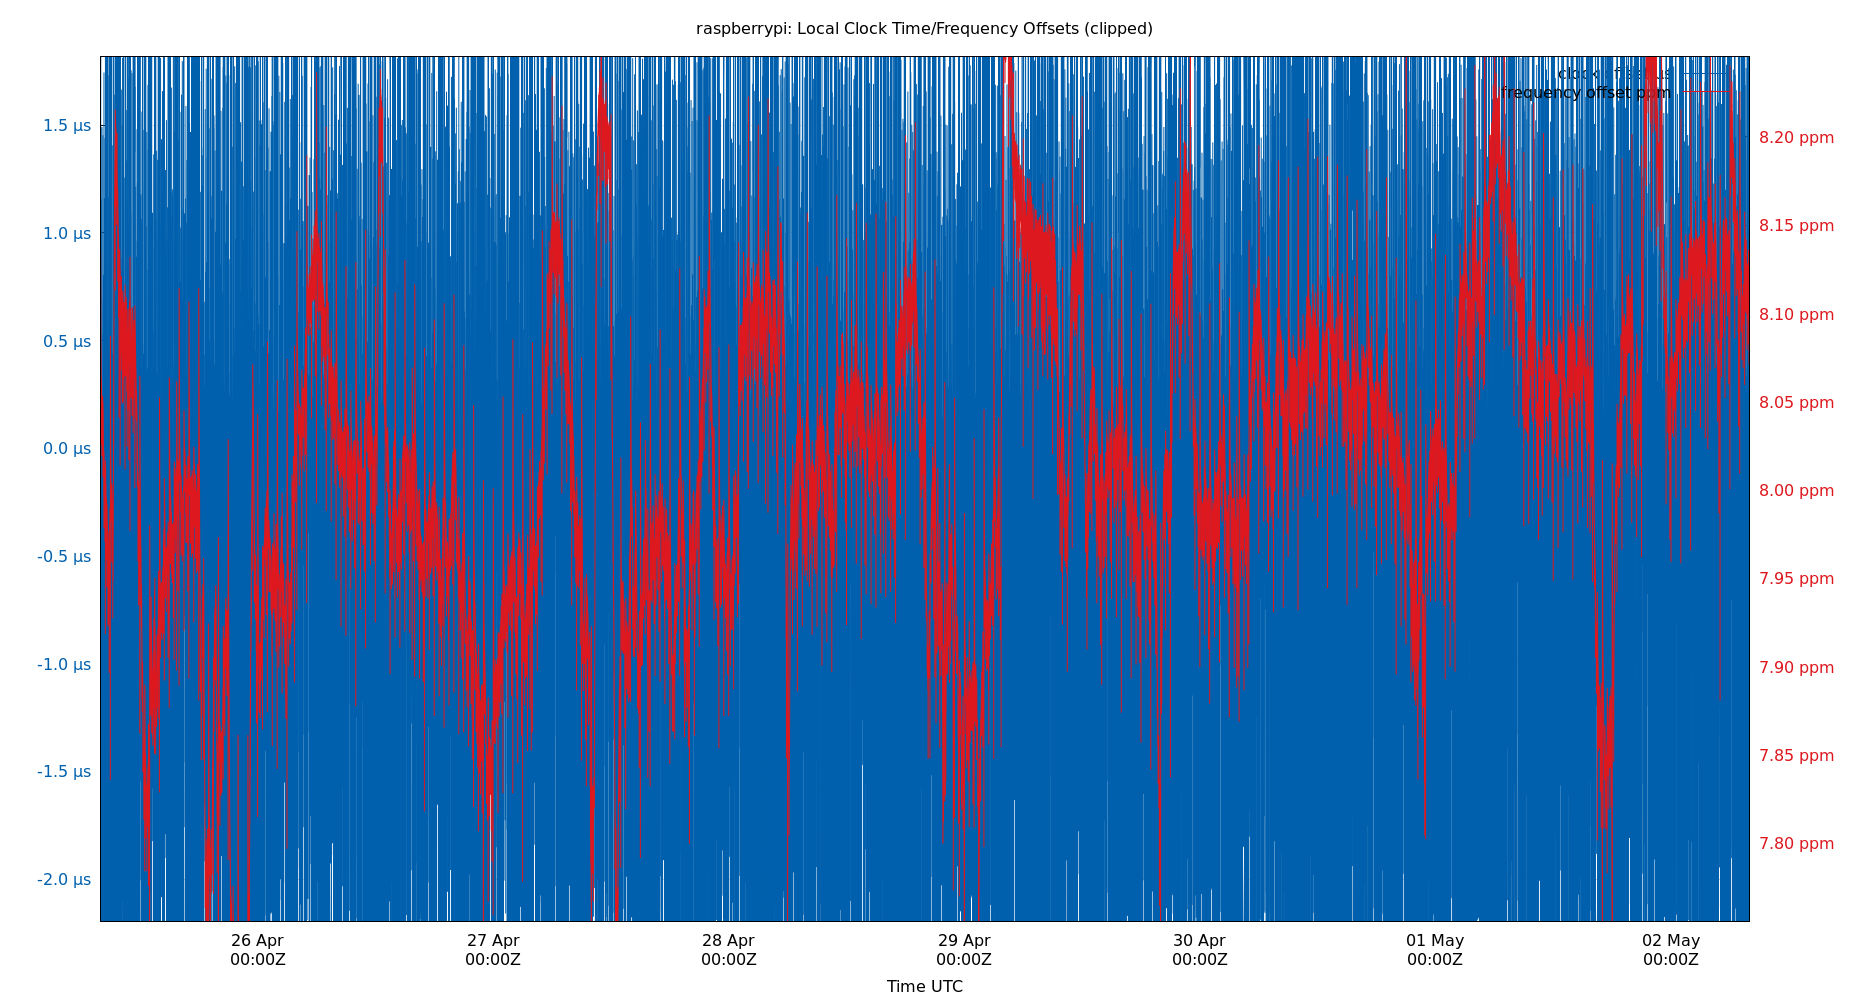 raspberrypi: Local Clock Time/Frequency Offsets (clipped)
clock offset us
frequency offset ppm
1.5 µs
1.0 µs
0.5 µs
0.0 µs
-0.5 µs
-1.0 µs
-1.5 µs
-2.0 µs
8.20 ppm
8.15 ppm
8.10 ppm
8.05 ppm
8.00 ppm
7.95 ppm
7.90 ppm
7.85 ppm
7.80 ppm
26 Apr
00:00Z
27 Apr
00:00Z
28 Apr
00:00Z
29 Apr
00:00Z
30 Apr
00:00Z
01 May
00:00Z
02 May
00:00Z
Time UTC